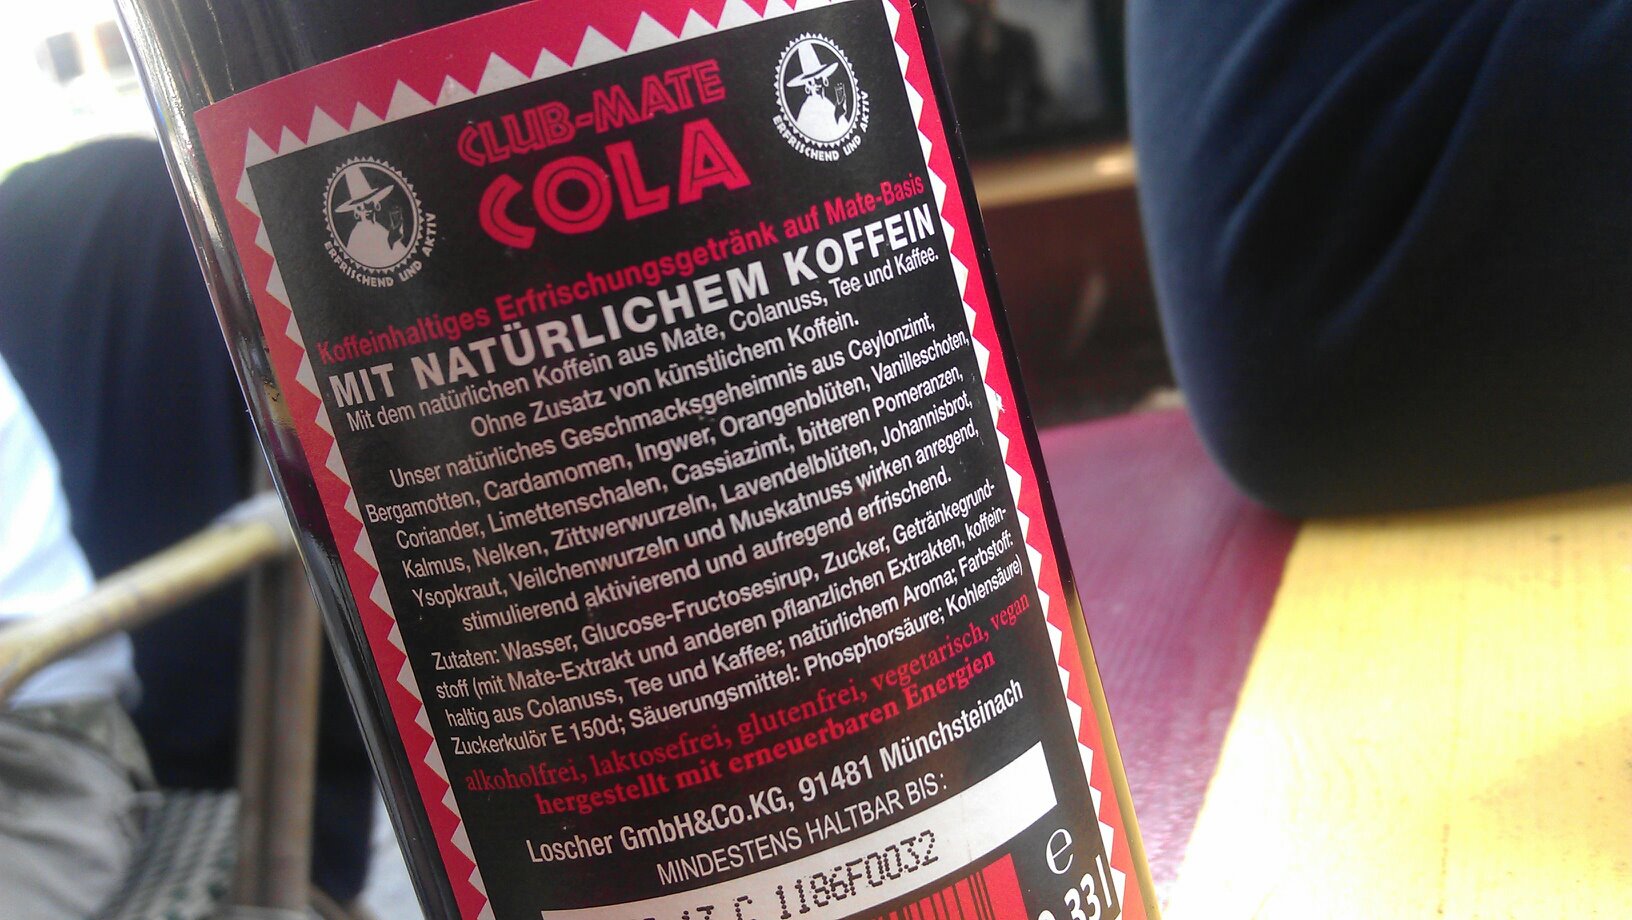 CLUB-MATE
COLA
ERFRISCHEND UND AKTIV
ERFRISCHEND UND AKTIV
Koffeinhaltiges Erfrischungsgetränk auf Mate-Basis
MIT NATÜRLICHEM KOFFEIN
Mit dem natürlichen Koffein aus Mate, Colanuss, Tee und Kaffee.
Ohne Zusatz von künstlichem Koffein.
Unser natürliches Geschmacksgeheimnis aus Ceylonzimt,
Bergamotten, Cardamomen, Ingwer, Orangenblüten, Vanilleschoten,
Coriander, Limettenschalen, Cassiazimt, bitteren Pomeranzen,
Kalmus, Nelken, Zittwerwurzeln, Lavendelblüten, Johannisbrot,
Ysopkraut, Veilchenwurzeln und Muskatnuss wirken anregend,
stimulierend aktivierend und aufregend erfrischend.
Zutaten: Wasser, Glucose-Fructosesirup, Zucker, Getränkegrund-
stoff (mit Mate-Extrakt und anderen pflanzlichen Extrakten, koffein-
haltig aus Colanuss, Tee und Kaffee; natürlichem Aroma; Farbstoff:
Zuckerkulör E 150d; Säuerungsmittel: Phosphorsäure; Kohlensäure)
alkoholfrei, laktosefrei, glutenfrei, vegetarisch, vegan
hergestellt mit erneuerbaren Energien
Loscher GmbH&Co.KG, 91481 Münchsteinach
MINDESTENS HALTBAR BIS:
17 C 1186F0032
e
0,33 l